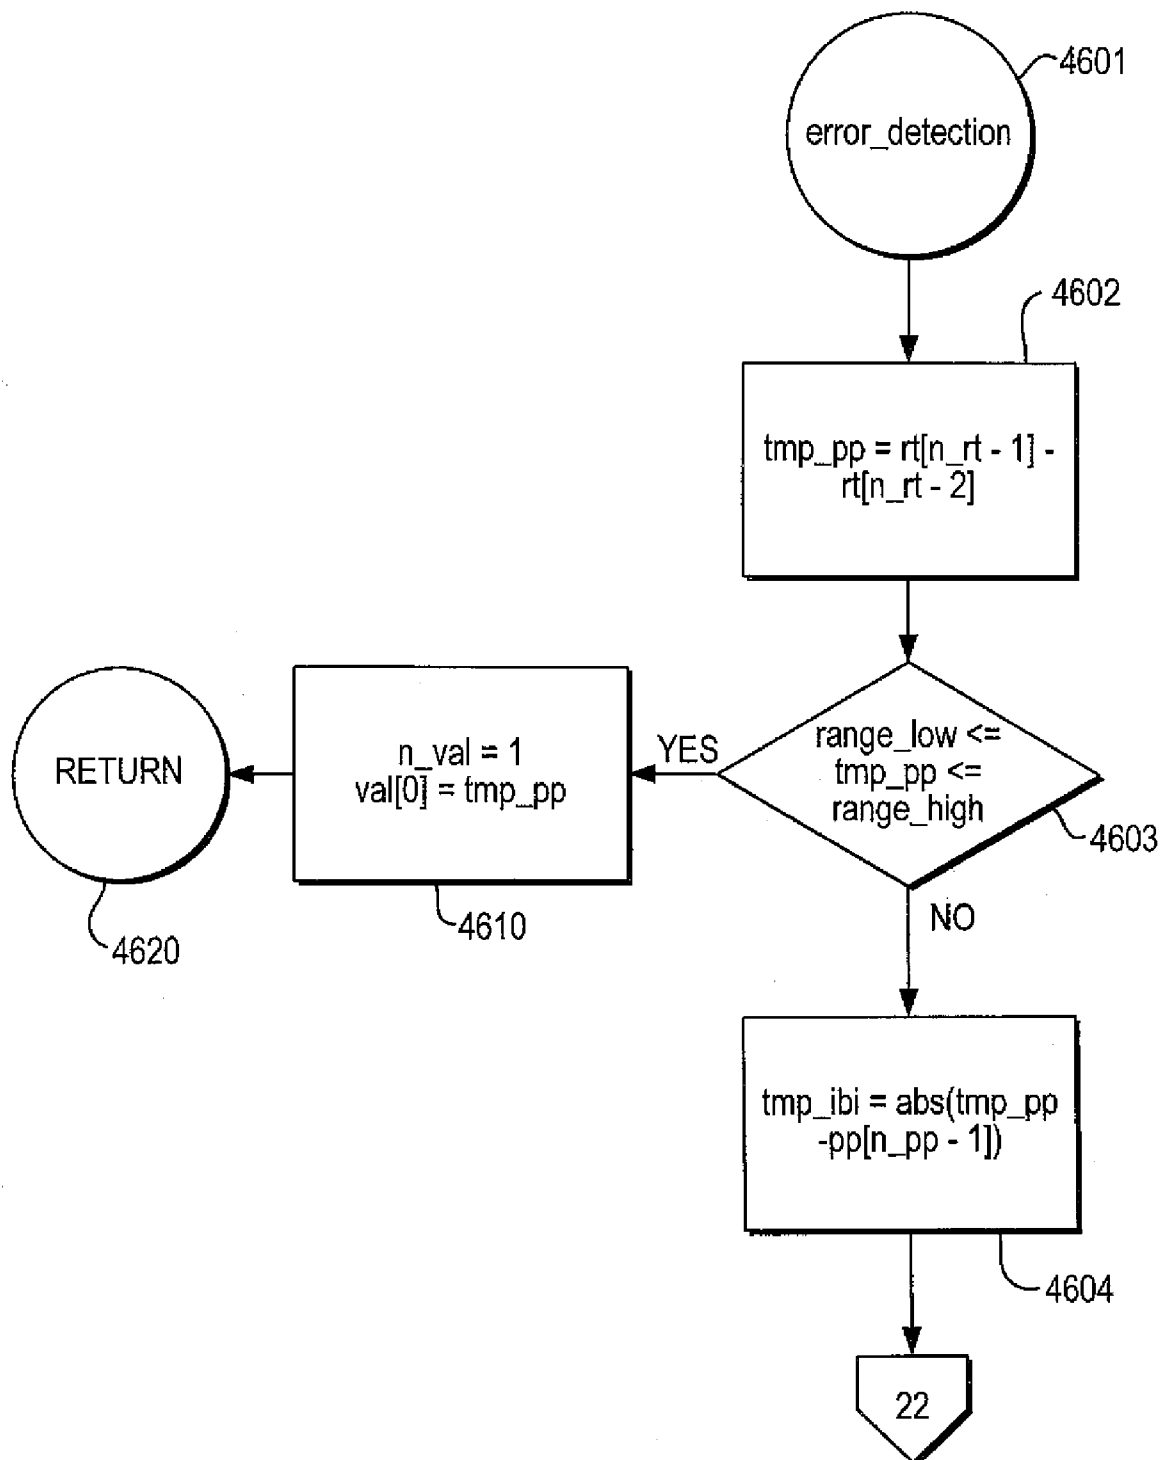 4601
error_detection
4602
tmp_pp = rt[n_rt - 1] -
rt[n_rt - 2]
range_low <=
tmp_pp <=
range_high
4603
YES
n_val = 1
val[0] = tmp_pp
4610
RETURN
4620
NO
tmp_ibi = abs(tmp_pp
-pp[n_pp - 1])
4604
22